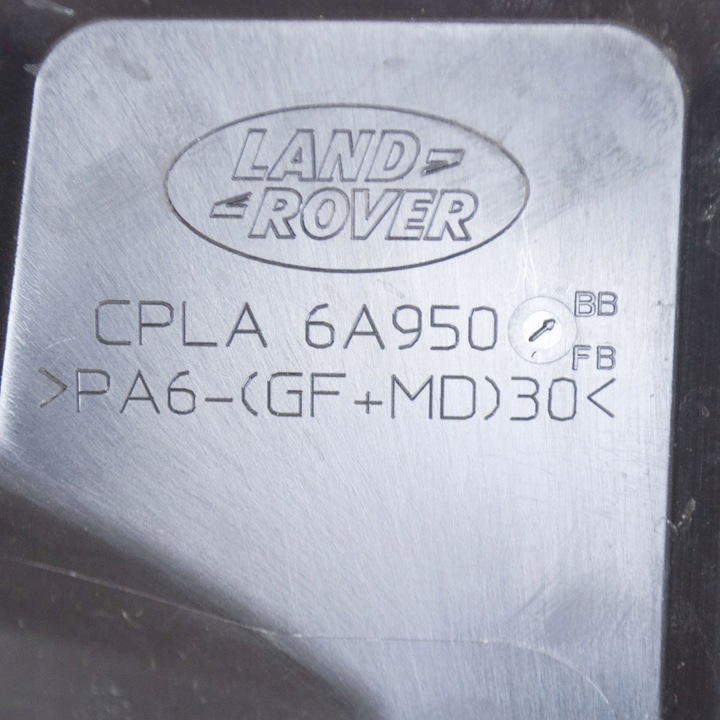 LAND-
-ROVER
CPLA 6A950 BB
FB
>PA6-(GF+MD)30<